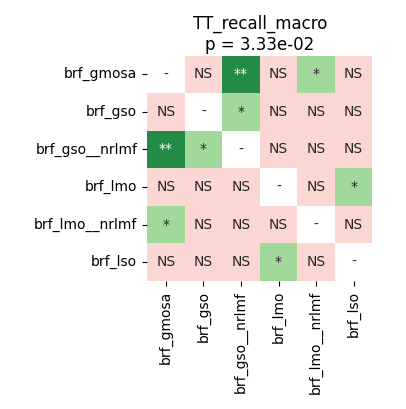 TT_recall_macro
p = 3.33e-02
brf_gmosa - NS ** NS * NS
brf_gso NS - * NS NS NS
brf_gso__nrlmf ** * - NS NS NS
brf_lmo NS NS NS - NS *
brf_lmo__nrlmf * NS NS NS - NS
brf_lso NS NS NS * NS -
brf_gmosa
brf_gso
brf_gso__nrlmf
brf_lmo
brf_lmo__nrlmf
brf_lso